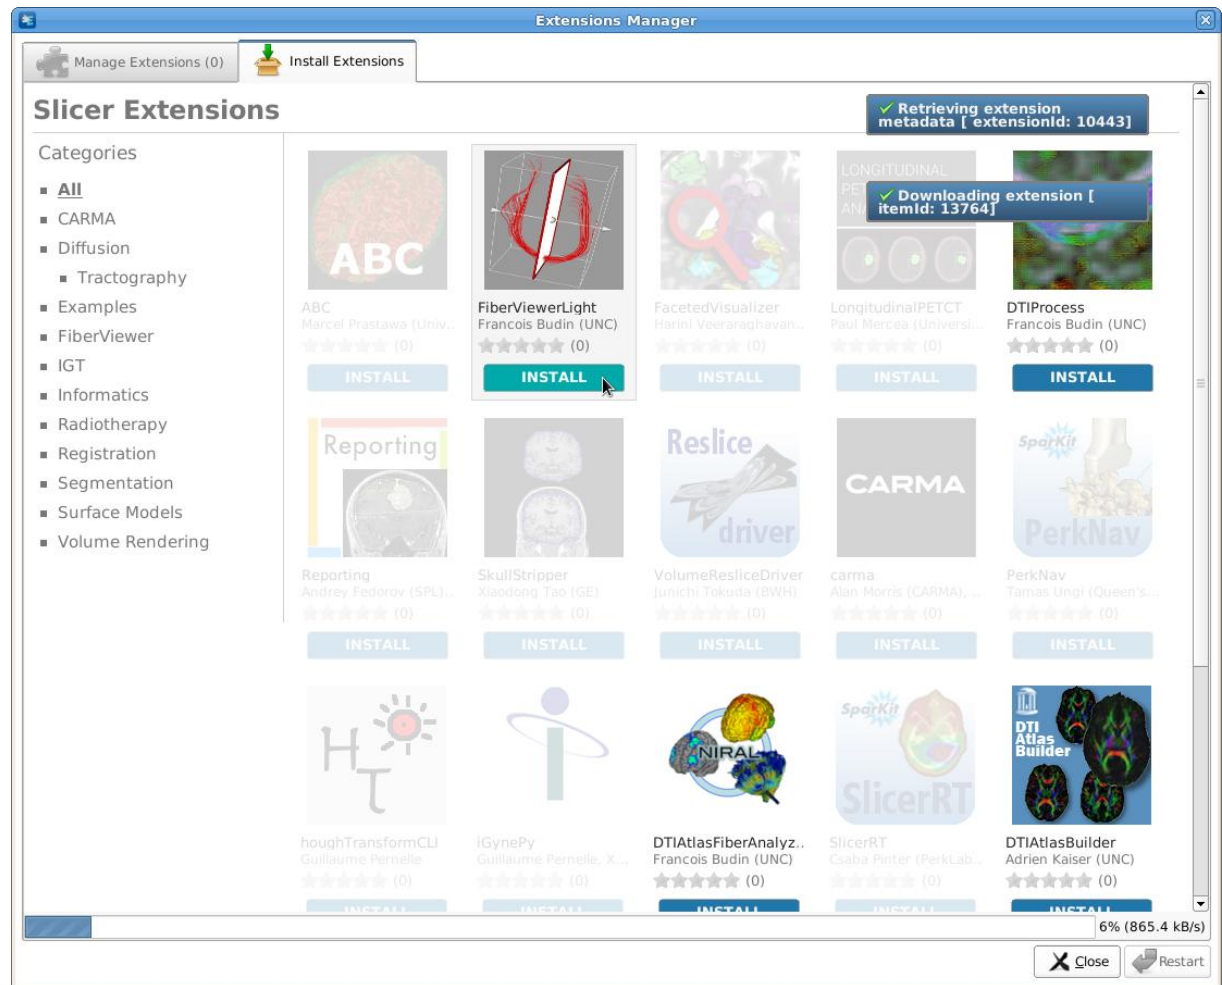 Extensions Manager
Manage Extensions (0)
Install Extensions
Slicer Extensions
✓ Retrieving extension
metadata [ extensionId: 10443]
✓ Downloading extension [
itemId: 13764]
Categories
All
CARMA
Diffusion
Tractography
Examples
FiberViewer
IGT
Informatics
Radiotherapy
Registration
Segmentation
Surface Models
Volume Rendering
ABC
ABC
Marcel Prastawa (Univ..
(0)
INSTALL
FiberViewerLight
Francois Budin (UNC)
(0)
INSTALL
FacetedVisualizer
Harini Veeraraghavan..
(0)
INSTALL
LONGITUDINAL
LongitudinalPETCT
Paul Mercea (Universi...
(0)
INSTALL
DTIProcess
Francois Budin (UNC)
(0)
INSTALL
Reporting
Reporting
Andrey Fedorov (SPL)..
(0)
INSTALL
SkullStripper
Xiaodong Tao (GE)
(0)
INSTALL
Reslice
driver
VolumeResliceDriver
Junichi Tokuda (BWH)
(0)
INSTALL
CARMA
carma
Alan Morris (CARMA), ...
(0)
INSTALL
SparKit
PerkNav
PerkNav
Tamas Ungi (Queen's...
(0)
INSTALL
HT
houghTransformCLI
Guillaume Pernelle
(0)
INSTALL
i
iGynePy
Guillaume Pernelle, X...
(0)
INSTALL
NIRAL
DTIAtlasFiberAnalyz..
Francois Budin (UNC)
(0)
INSTALL
SparKit
SlicerRT
SlicerRT
Csaba Pinter (PerkLab..
(0)
INSTALL
DTI
Atlas
Builder
DTIAtlasBuilder
Adrien Kaiser (UNC)
(0)
INSTALL
6% (865.4 kB/s)
Close
Restart